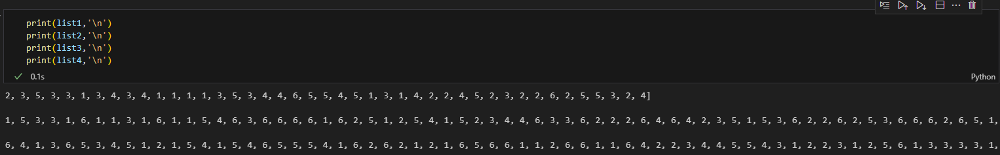 print(list1,'\n')
print(list2,'\n')
print(list3,'\n')
print(list4,'\n')
0.1s
Python
2, 3, 5, 3, 3, 1, 3, 4, 3, 4, 1, 1, 1, 1, 3, 5, 3, 4, 4, 6, 5, 5, 4, 5, 1, 3, 1, 4, 2, 2, 4, 5, 2, 3, 2, 2, 6, 2, 5, 5, 3, 2, 4]
1, 5, 3, 3, 1, 6, 1, 1, 3, 1, 6, 1, 1, 5, 4, 6, 3, 6, 6, 6, 6, 1, 6, 2, 5, 1, 2, 5, 4, 1, 5, 2, 3, 4, 4, 6, 3, 3, 6, 2, 2, 2, 6, 4, 6, 4, 2, 3, 5, 1, 5, 3, 6, 2, 2, 6, 2, 5, 3, 6, 6, 6, 2, 6, 5, 1,
6, 4, 1, 3, 6, 5, 3, 4, 5, 1, 2, 1, 5, 4, 1, 5, 4, 6, 5, 5, 5, 4, 1, 6, 2, 6, 2, 1, 2, 1, 6, 5, 6, 6, 1, 1, 2, 6, 6, 1, 1, 6, 4, 2, 2, 3, 4, 4, 5, 5, 4, 3, 1, 2, 2, 3, 1, 2, 5, 6, 1, 3, 3, 3, 3, 1,